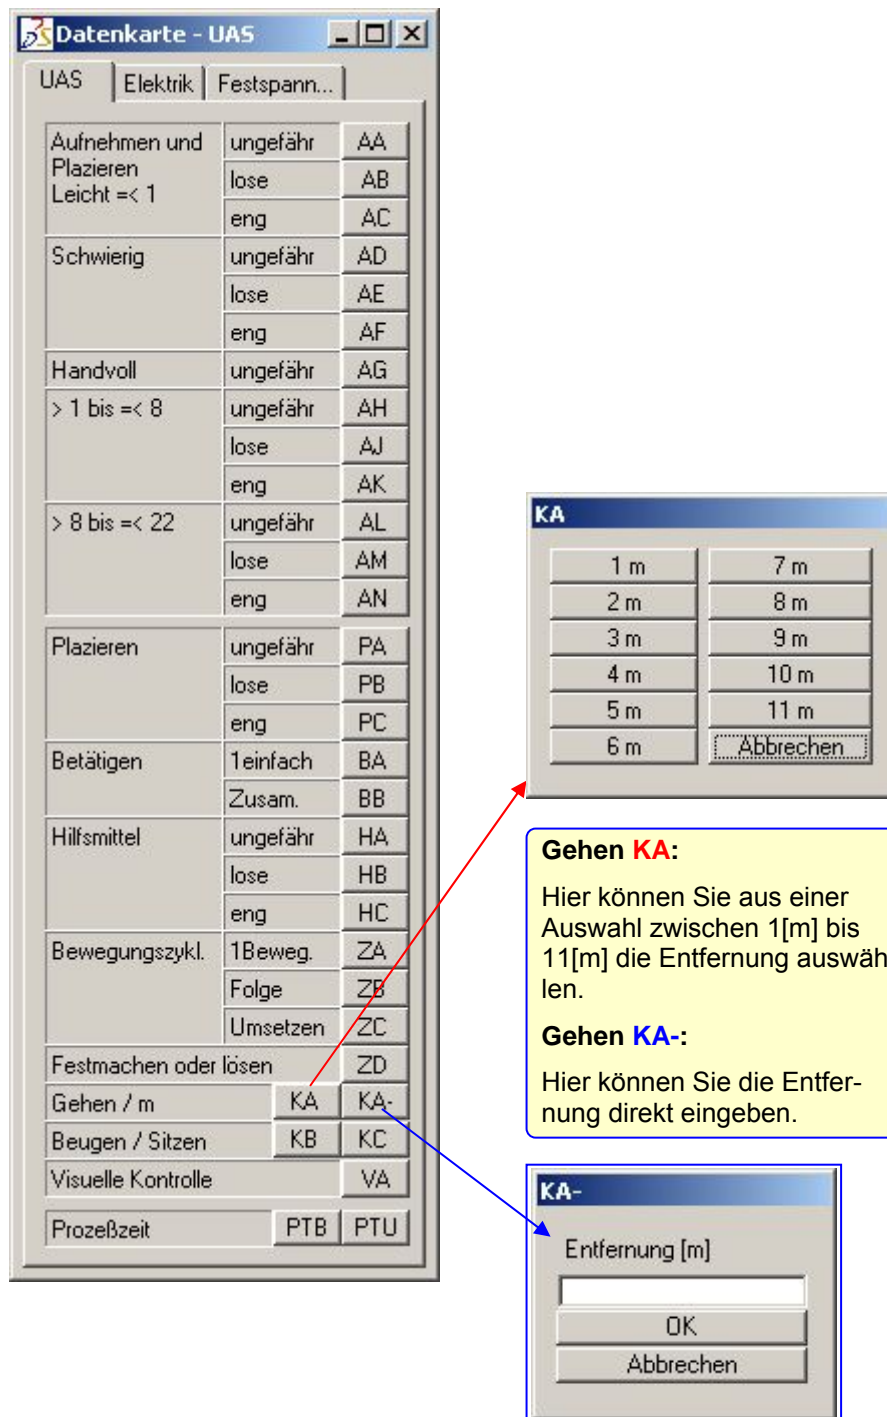 Datenkarte - UAS
UAS Elektrik Festspann...
Aufnehmen und ungefähr AA
Plazieren lose AB
Leicht =< 1
eng AC
Schwierig ungefähr AD
lose AE
eng AF
Handvoll ungefähr AG
> 1 bis =< 8 ungefähr AH
lose AJ
eng AK
> 8 bis =< 22 ungefähr AL
lose AM
eng AN
Plazieren ungefähr PA
lose PB
eng PC
Betätigen 1einfach BA
Zusam. BB
Hilfsmittel ungefähr HA
lose HB
eng HC
Bewegungszykl. 1Beweg. ZA
Folge ZB
Umsetzen ZC
Festmachen oder lösen ZD
Gehen / m KA KA-
Beugen / Sitzen KB KC
Visuelle Kontrolle VA
Prozeßzeit PTB PTU
KA
1 m 7 m
2 m 8 m
3 m 9 m
4 m 10 m
5 m 11 m
6 m Abbrechen
Gehen KA:
Hier können Sie aus einer
Auswahl zwischen 1[m] bis
11[m] die Entfernung auswäh
len.
Gehen KA-:
Hier können Sie die Entfer-
nung direkt eingeben.
KA-
Entfernung [m]
OK
Abbrechen